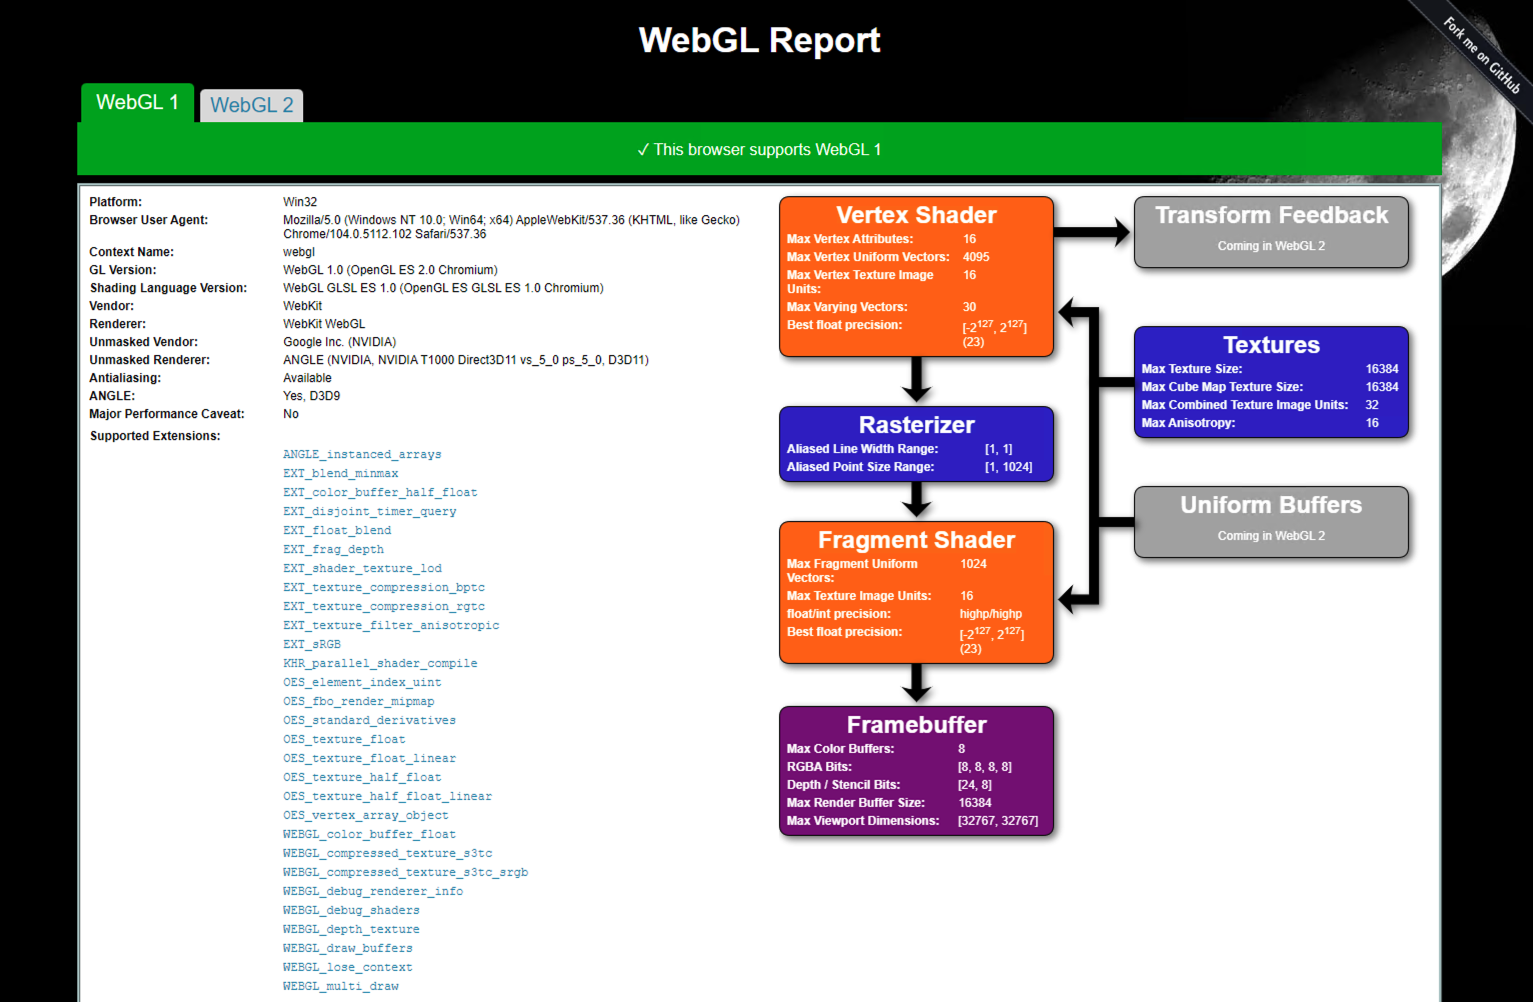 WebGL Report
Fork me on GitHub
WebGL 1
WebGL 2
✓ This browser supports WebGL 1
Platform: Win32
Browser User Agent: Mozilla/5.0 (Windows NT 10.0; Win64; x64) AppleWebKit/537.36 (KHTML, like Gecko)
Chrome/104.0.5112.102 Safari/537.36
Context Name: webgl
GL Version: WebGL 1.0 (OpenGL ES 2.0 Chromium)
Shading Language Version: WebGL GLSL ES 1.0 (OpenGL ES GLSL ES 1.0 Chromium)
Vendor: WebKit
Renderer: WebKit WebGL
Unmasked Vendor: Google Inc. (NVIDIA)
Unmasked Renderer: ANGLE (NVIDIA, NVIDIA T1000 Direct3D11 vs_5_0 ps_5_0, D3D11)
Antialiasing: Available
ANGLE: Yes, D3D9
Major Performance Caveat: No
Supported Extensions:
ANGLE_instanced_arrays
EXT_blend_minmax
EXT_color_buffer_half_float
EXT_disjoint_timer_query
EXT_float_blend
EXT_frag_depth
EXT_shader_texture_lod
EXT_texture_compression_bptc
EXT_texture_compression_rgtc
EXT_texture_filter_anisotropic
EXT_sRGB
KHR_parallel_shader_compile
OES_element_index_uint
OES_fbo_render_mipmap
OES_standard_derivatives
OES_texture_float
OES_texture_float_linear
OES_texture_half_float
OES_texture_half_float_linear
OES_vertex_array_object
WEBGL_color_buffer_float
WEBGL_compressed_texture_s3tc
WEBGL_compressed_texture_s3tc_srgb
WEBGL_debug_renderer_info
WEBGL_debug_shaders
WEBGL_depth_texture
WEBGL_draw_buffers
WEBGL_lose_context
WEBGL_multi_draw
Vertex Shader
Max Vertex Attributes: 16
Max Vertex Uniform Vectors: 4095
Max Vertex Texture Image 16
Units:
Max Varying Vectors: 30
Best float precision: [-2^127, 2^127]
(23)
Rasterizer
Aliased Line Width Range: [1, 1]
Aliased Point Size Range: [1, 1024]
Fragment Shader
Max Fragment Uniform 1024
Vectors:
Max Texture Image Units: 16
float/int precision: highp/highp
Best float precision: [-2^127, 2^127]
(23)
Framebuffer
Max Color Buffers: 8
RGBA Bits: [8, 8, 8, 8]
Depth / Stencil Bits: [24, 8]
Max Render Buffer Size: 16384
Max Viewport Dimensions: [32767, 32767]
Transform Feedback
Coming in WebGL 2
Textures
Max Texture Size: 16384
Max Cube Map Texture Size: 16384
Max Combined Texture Image Units: 32
Max Anisotropy: 16
Uniform Buffers
Coming in WebGL 2